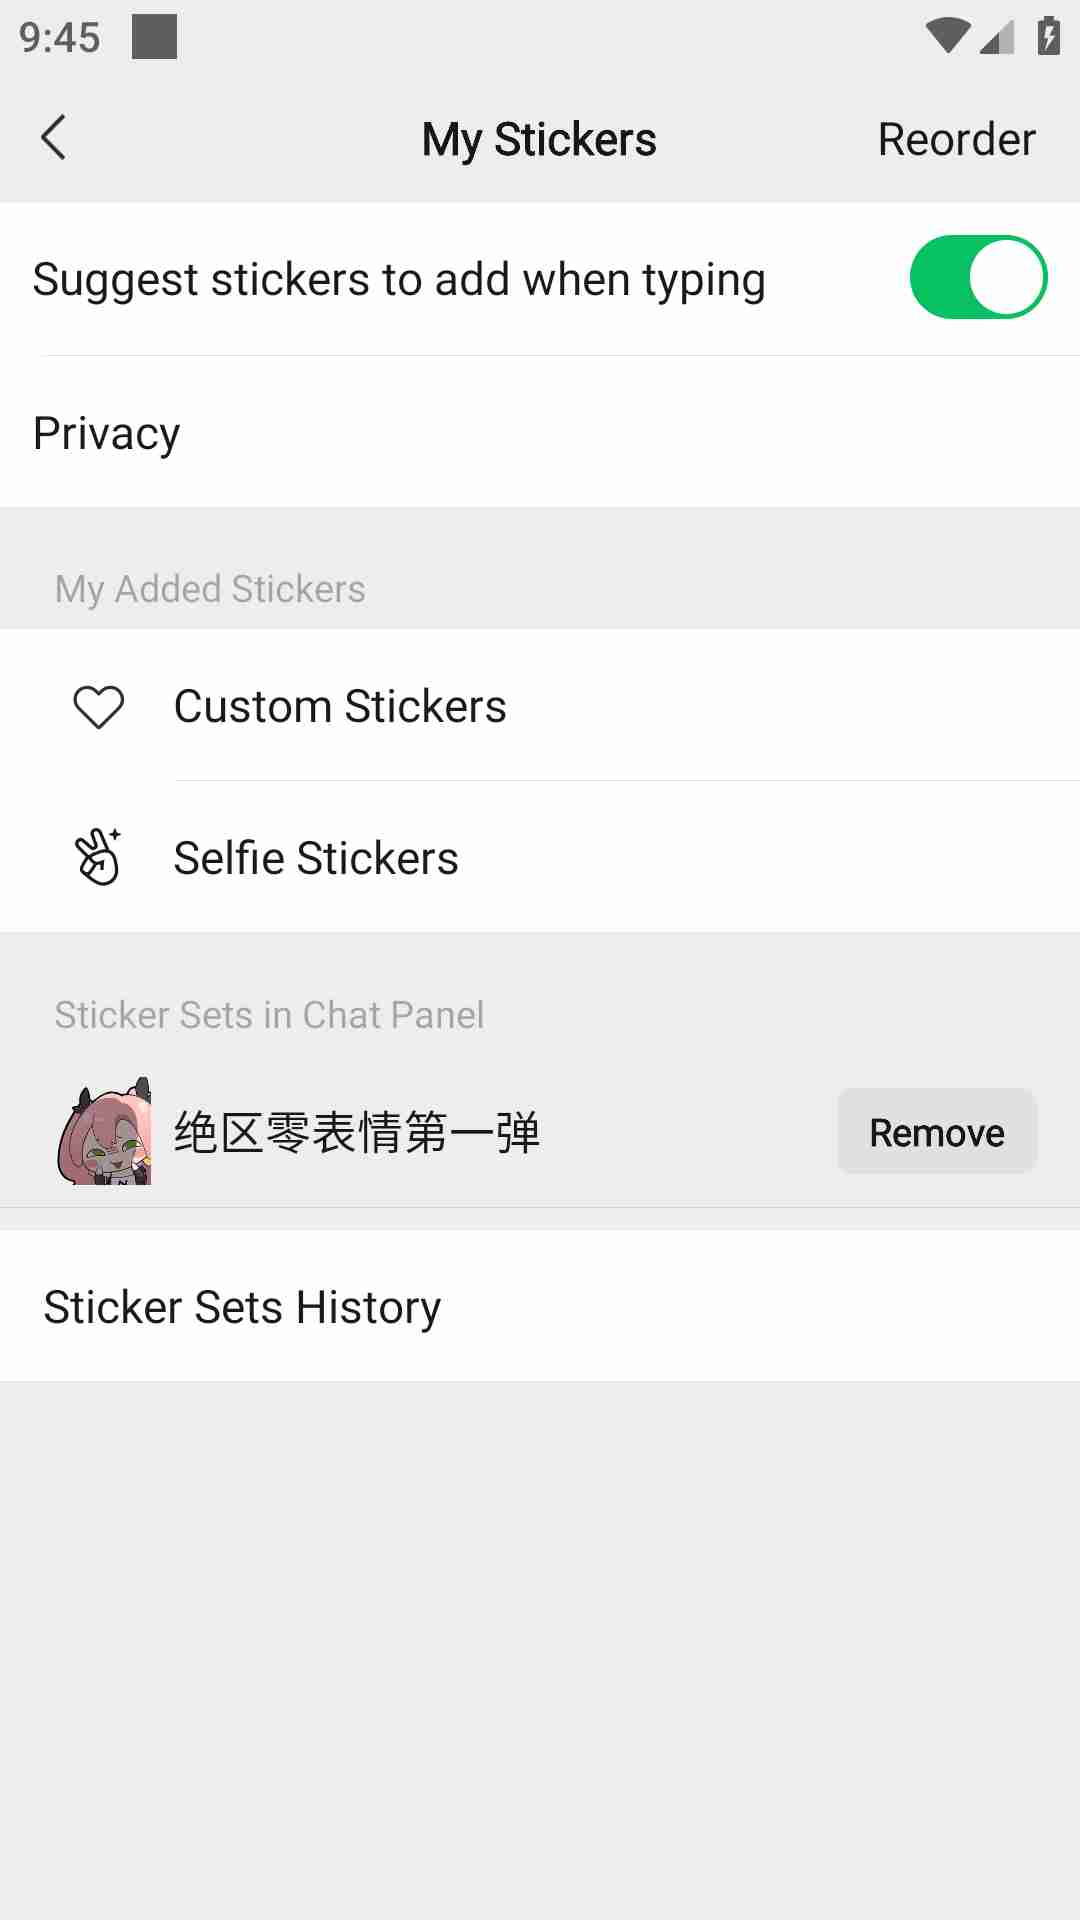 9:45
My Stickers
Reorder
Suggest stickers to add when typing
Privacy
My Added Stickers
Custom Stickers
Selfie Stickers
Sticker Sets in Chat Panel
绝区零表情第一弹
Remove
Sticker Sets History